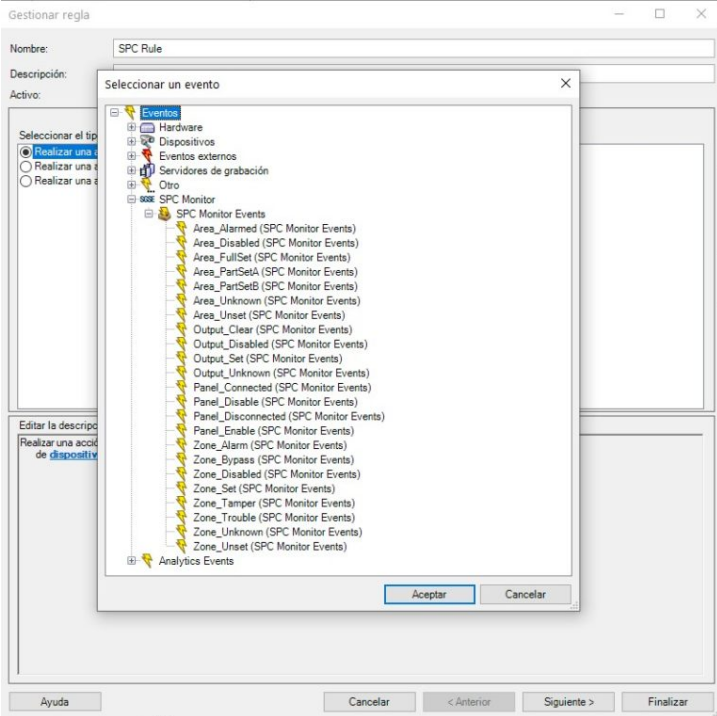 Gestionar regla
Nombre:
SPC Rule
Descripción:
Activo:
Seleccionar el tip
Realizar una a
Realizar una a
Realizar una a
Seleccionar un evento
Eventos
Hardware
Dispositivos
Eventos externos
Servidores de grabación
Otro
SPC Monitor
SPC Monitor Events
Area_Alarmed (SPC Monitor Events)
Area_Disabled (SPC Monitor Events)
Area_FullSet (SPC Monitor Events)
Area_PartSetA (SPC Monitor Events)
Area_PartSetB (SPC Monitor Events)
Area_Unknown (SPC Monitor Events)
Area_Unset (SPC Monitor Events)
Output_Clear (SPC Monitor Events)
Output_Disabled (SPC Monitor Events)
Output_Set (SPC Monitor Events)
Output_Unknown (SPC Monitor Events)
Panel_Connected (SPC Monitor Events)
Panel_Disable (SPC Monitor Events)
Panel_Disconnected (SPC Monitor Events)
Panel_Enable (SPC Monitor Events)
Zone_Alarm (SPC Monitor Events)
Zone_Bypass (SPC Monitor Events)
Zone_Disabled (SPC Monitor Events)
Zone_Set (SPC Monitor Events)
Zone_Tamper (SPC Monitor Events)
Zone_Trouble (SPC Monitor Events)
Zone_Unknown (SPC Monitor Events)
Zone_Unset (SPC Monitor Events)
Analytics Events
Aceptar
Cancelar
Editar la descripc
Realizar una acció
de dispositiv
Ayuda
Cancelar
< Anterior
Siguiente >
Finalizar